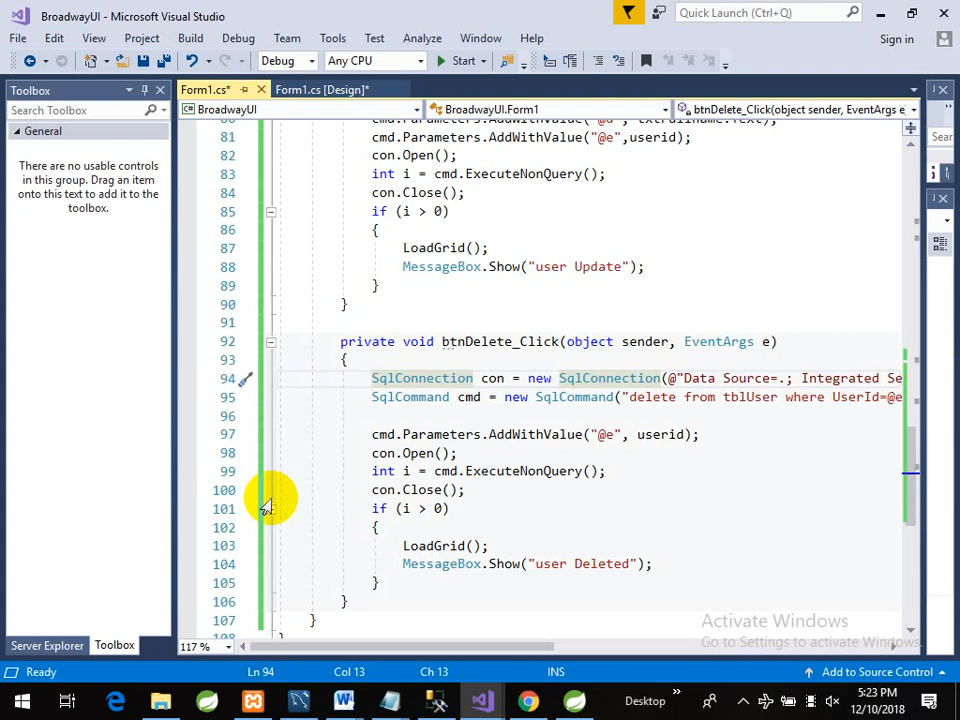 BroadwayUI - Microsoft Visual Studio
Quick Launch (Ctrl+Q)
File Edit View Project Build Debug Team Tools Test Analyze Window Help
Sign in
Debug Any CPU Start
Toolbox
Search Toolbox
General
There are no usable controls in this group. Drag an item onto this text to add it to the toolbox.
Form1.cs* Form1.cs [Design]*
BroadwayUI BroadwayUI.Form1 btnDelete_Click(object sender, EventArgs e
81 cmd.Parameters.AddWithValue("@e",userid);
82 con.Open();
83 int i = cmd.ExecuteNonQuery();
84 con.Close();
85 if (i > 0)
86 {
87 LoadGrid();
88 MessageBox.Show("user Update");
89 }
90 }
91
92 private void btnDelete_Click(object sender, EventArgs e)
93 {
94 SqlConnection con = new SqlConnection(@"Data Source=.; Integrated Se
95 SqlCommand cmd = new SqlCommand("delete from tblUser where UserId=@e
96
97 cmd.Parameters.AddWithValue("@e", userid);
98 con.Open();
99 int i = cmd.ExecuteNonQuery();
100 con.Close();
101 if (i > 0)
102 {
103 LoadGrid();
104 MessageBox.Show("user Deleted");
105 }
106 }
107 }
Sear
Activate Windows
Go to Settings to activate Windows.
Server Explorer Toolbox
117 %
Ready Ln 94 Col 13 Ch 13 INS Add to Source Control
Desktop
5:23 PM
12/10/2018